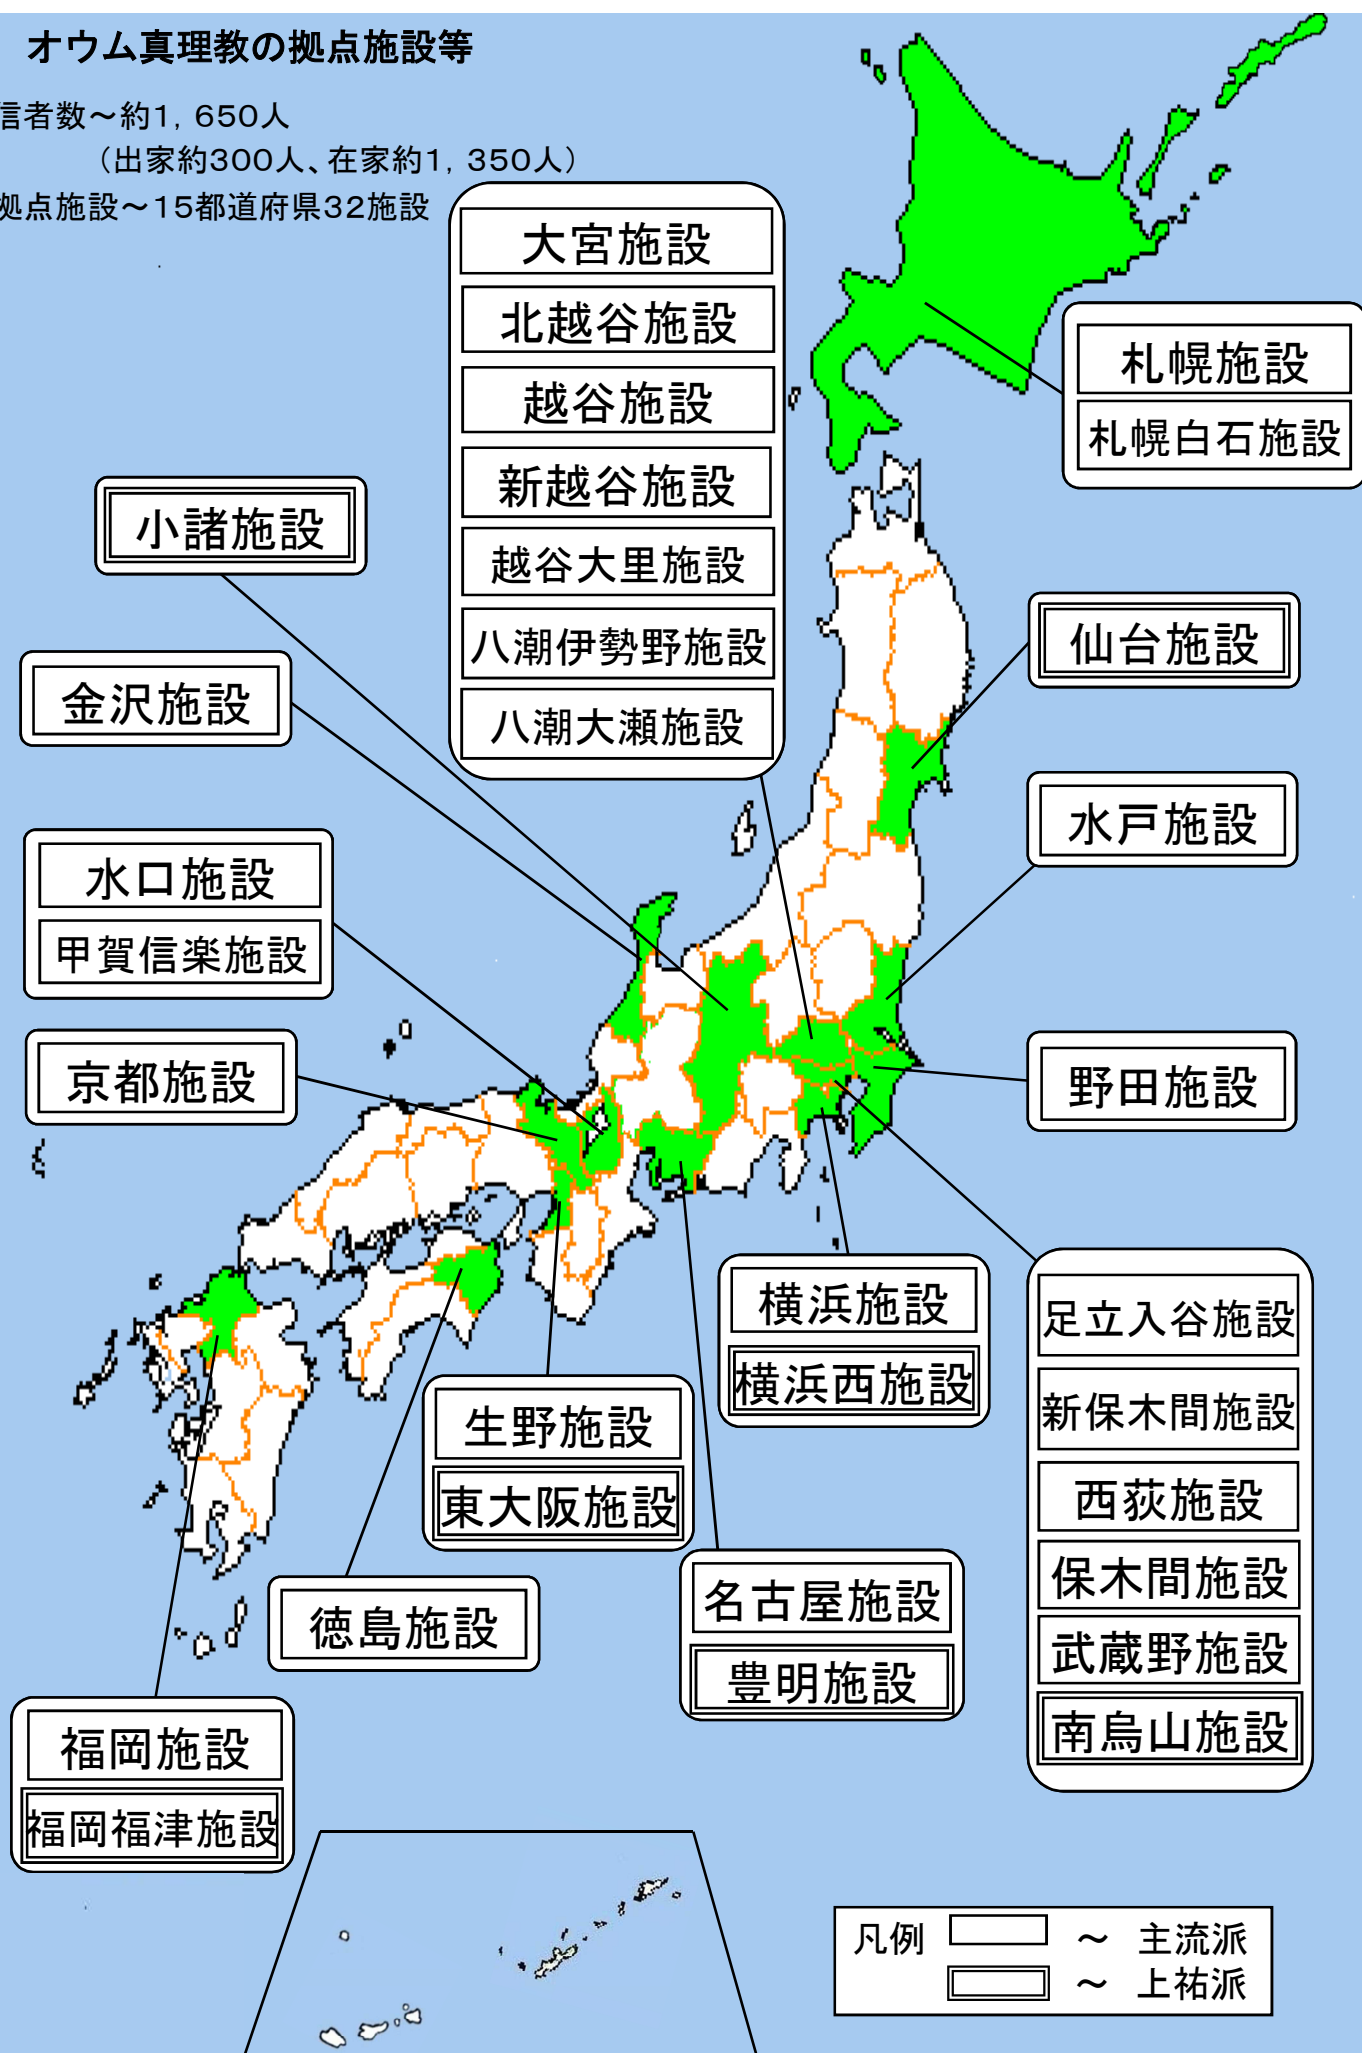 オウム真理教の拠点施設等
信者数～約1,650人
（出家約300人、在家約1,350人）
拠点施設～15都道府県32施設
大宮施設
北越谷施設
越谷施設
新越谷施設
越谷大里施設
八潮伊勢野施設
八潮大瀬施設
札幌施設
札幌白石施設
小諸施設
金沢施設
仙台施設
水戸施設
水口施設
甲賀信楽施設
京都施設
野田施設
横浜施設
横浜西施設
足立入谷施設
新保木間施設
西荻施設
保木間施設
武蔵野施設
南烏山施設
生野施設
東大阪施設
名古屋施設
豊明施設
徳島施設
福岡施設
福岡福津施設
凡例 ～ 主流派
～ 上祐派